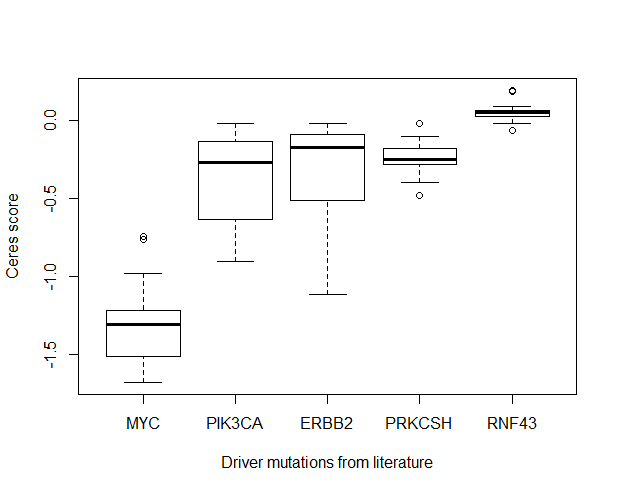 Ceres score
0.0
-0.5
-1.0
-1.5
MYC PIK3CA ERBB2 PRKCSH RNF43
Driver mutations from literature